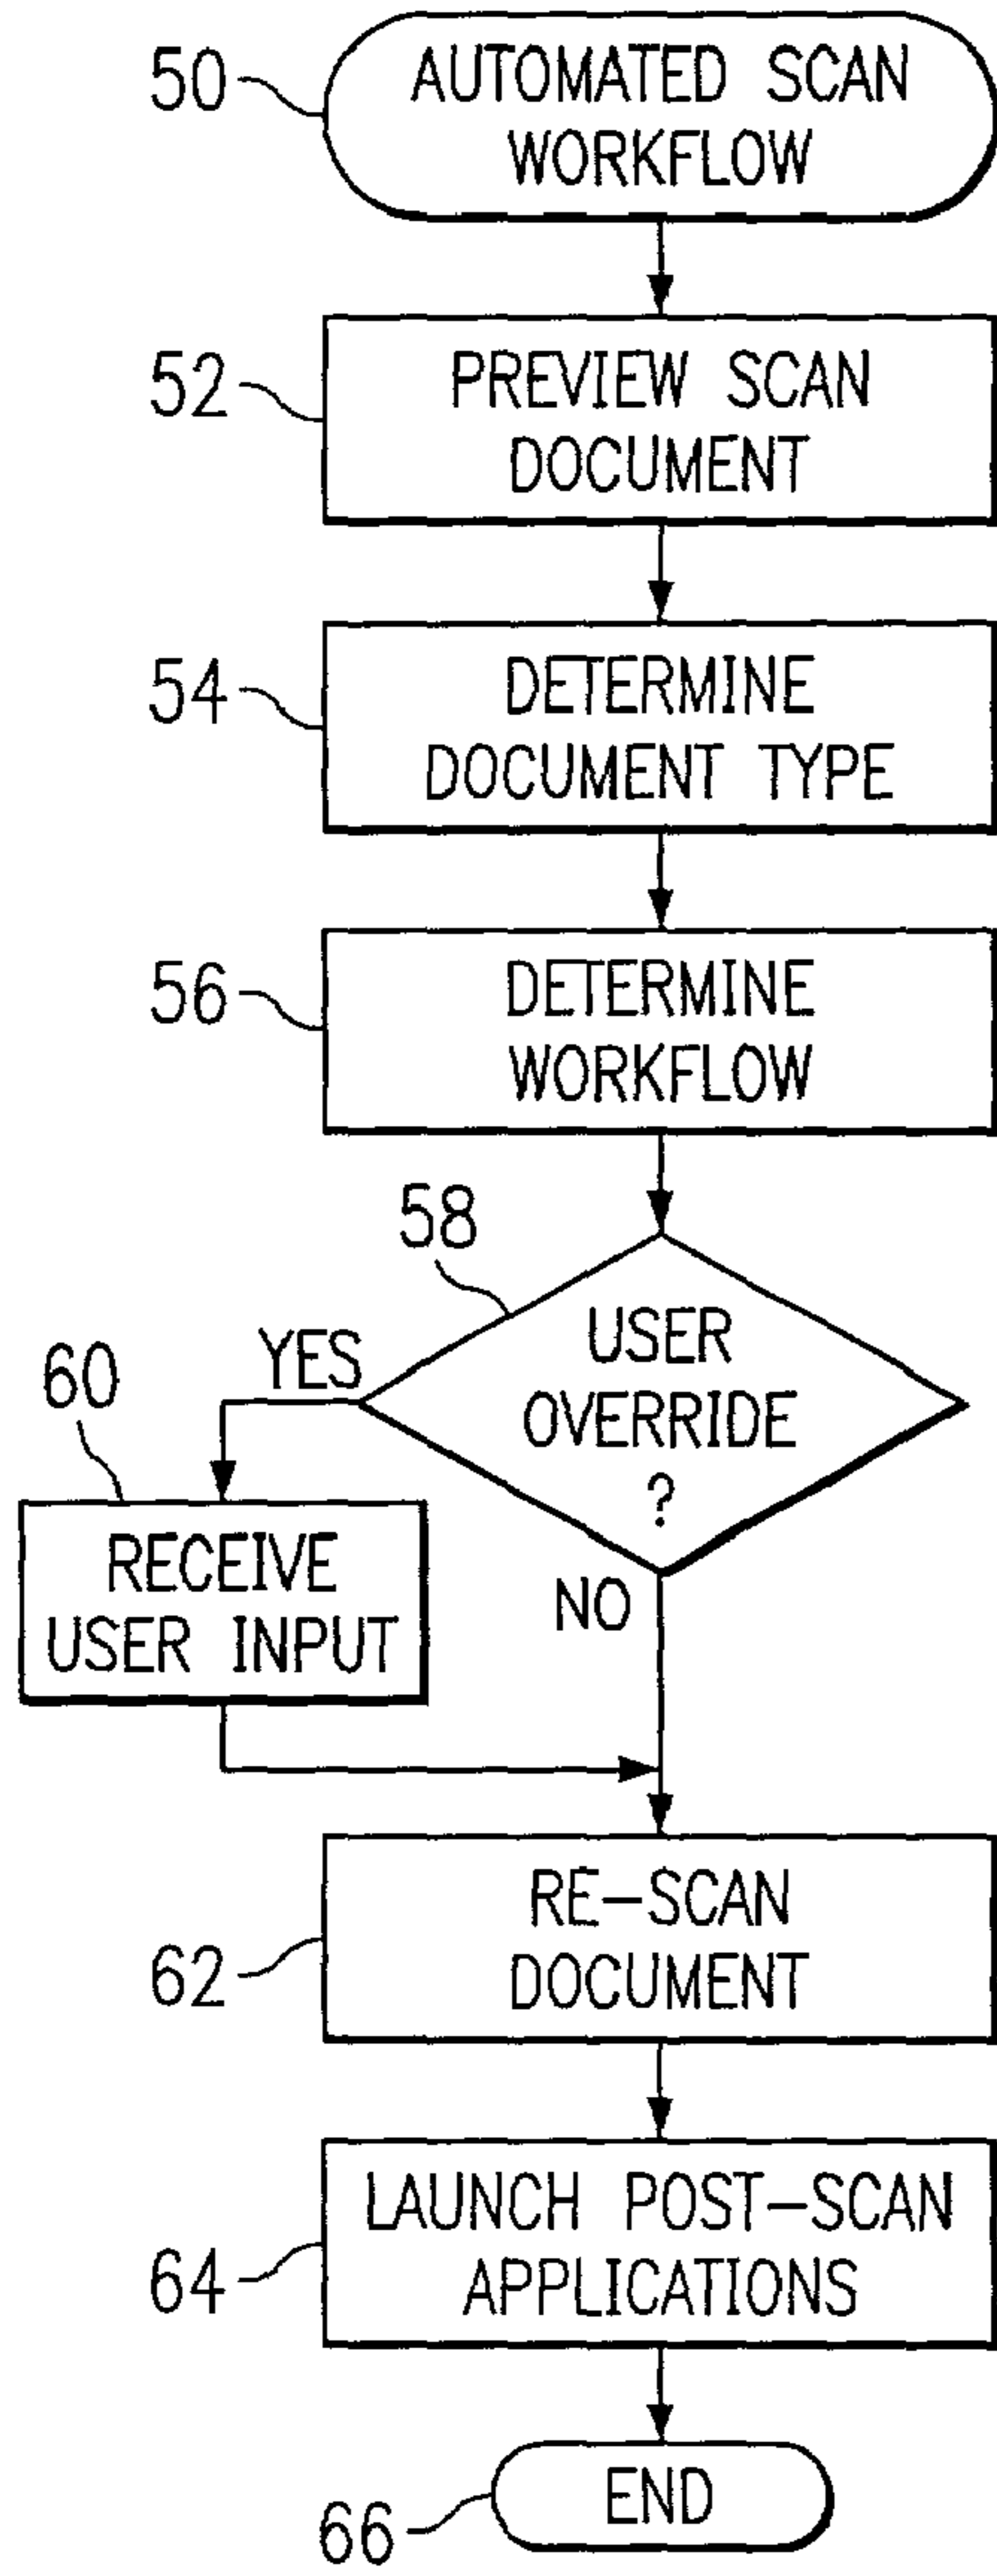 50
AUTOMATED SCAN
WORKFLOW
52
PREVIEW SCAN
DOCUMENT
54
DETERMINE
DOCUMENT TYPE
56
DETERMINE
WORKFLOW
58
USER
OVERRIDE
?
YES
60
RECEIVE
USER INPUT
NO
62
RE-SCAN
DOCUMENT
64
LAUNCH POST-SCAN
APPLICATIONS
66
END